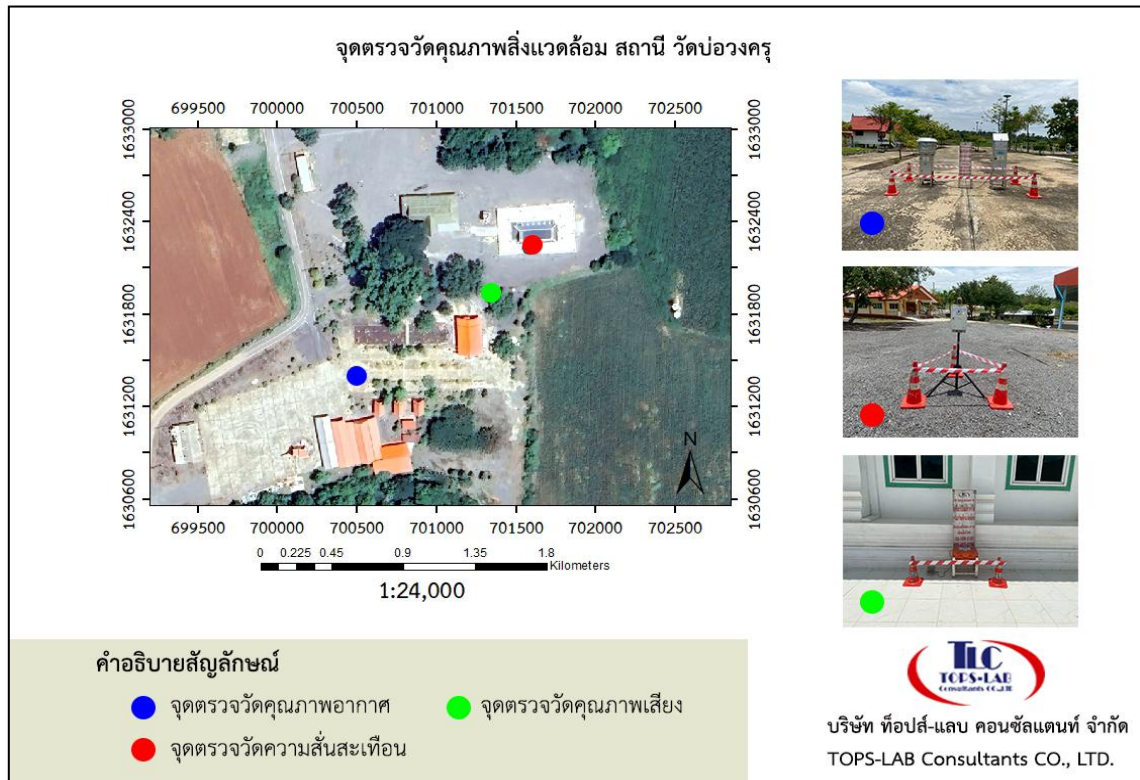 จุดตรวจวัดคุณภาพสิ่งแวดล้อม สถานี วัดบ่อวงครุ
699500 700000 700500 701000 701500 702000 702500
1633000
1632400
1631800
1631200
1630600
1633000
1632400
1631800
1631200
1630600
N
699500 700000 700500 701000 701500 702000 702500
0 0.225 0.45 0.9 1.35 1.8
Kilometers
1:24,000
คำอธิบายสัญลักษณ์
จุดตรวจวัดคุณภาพอากาศ
จุดตรวจวัดคุณภาพเสียง
จุดตรวจวัดความสั่นสะเทือน
TLC
TOPS-LAB
Consultants CO.,LTD
บริษัท ท็อปส์-แลบ คอนซัลแตนท์ จำกัด
TOPS-LAB Consultants CO., LTD.